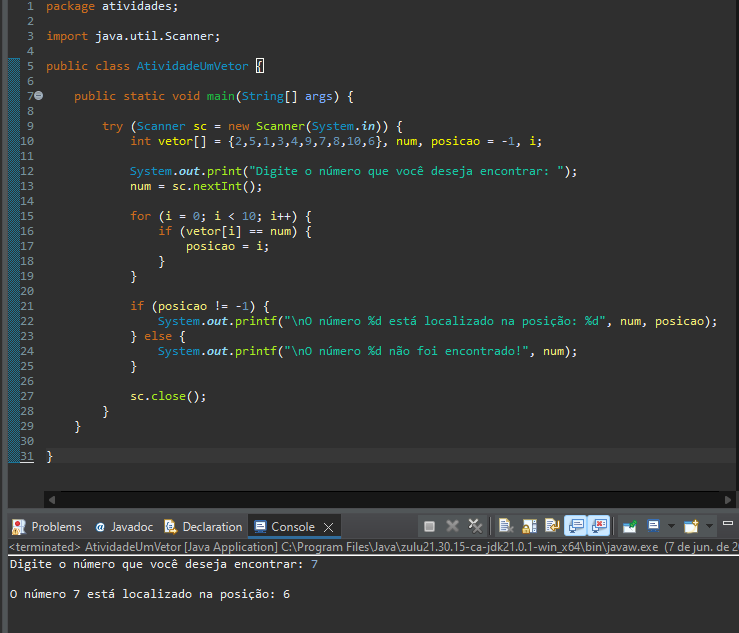 1 package atividades;
2
3 import java.util.Scanner;
4
5 public class AtividadeUmVetor {
6
7 public static void main(String[] args) {
8
9 try (Scanner sc = new Scanner(System.in)) {
10 int vetor[] = {2,5,1,3,4,9,7,8,10,6}, num, posicao = -1, i;
11
12 System.out.print("Digite o número que você deseja encontrar: ");
13 num = sc.nextInt();
14
15 for (i = 0; i < 10; i++) {
16 if (vetor[i] == num) {
17 posicao = i;
18 }
19 }
20
21 if (posicao != -1) {
22 System.out.printf("\nO número %d está localizado na posição: %d", num, posicao);
23 } else {
24 System.out.printf("\nO número %d não foi encontrado!", num);
25 }
26
27 sc.close();
28 }
29 }
30
31 }
Problems @ Javadoc Declaration Console
<terminated> AtividadeUmVetor [Java Application] C:\Program Files\Java\zulu21.30.15-ca-jdk21.0.1-win_x64\bin\javaw.exe (7 de jun. de 2
Digite o número que você deseja encontrar: 7
O número 7 está localizado na posição: 6